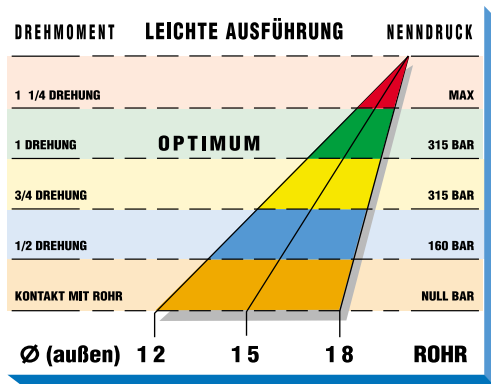 DREHMOMENT LEICHTE AUSFÜHRUNG NENNDRUCK
1 1/4 DREHUNG MAX
1 DREHUNG OPTIMUM 315 BAR
3/4 DREHUNG 315 BAR
1/2 DREHUNG 160 BAR
KONTAKT MIT ROHR NULL BAR
Ø (außen) 12 15 18 ROHR